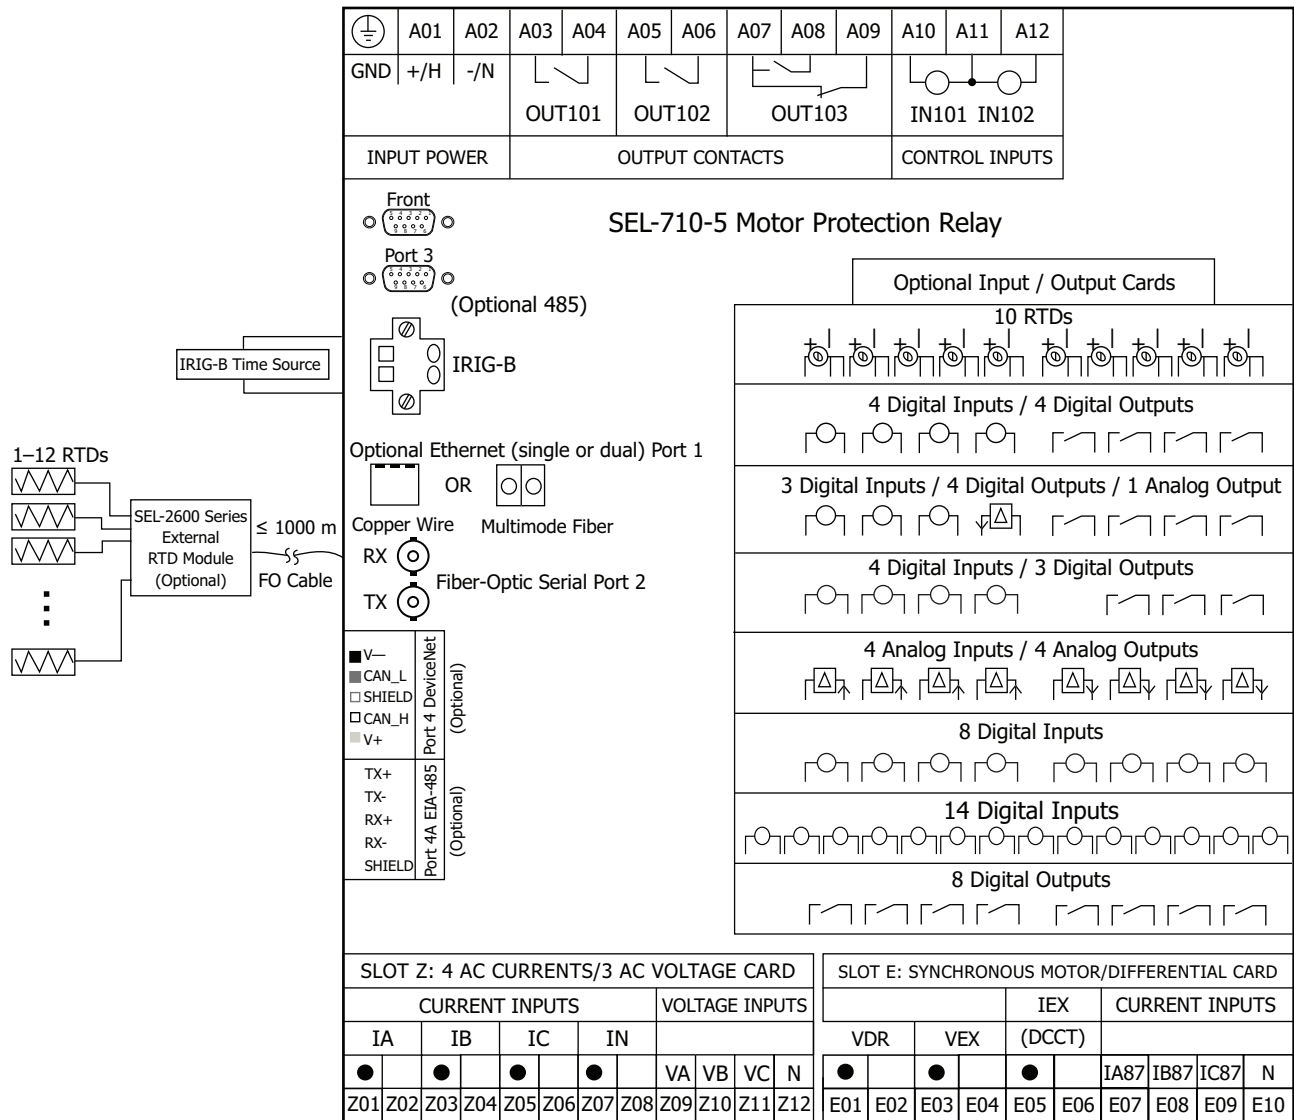 A01 A02 A03 A04 A05 A06 A07 A08 A09 A10 A11 A12
GND +/H -/N
OUT101 OUT102 OUT103 IN101 IN102
INPUT POWER OUTPUT CONTACTS CONTROL INPUTS
Front
SEL-710-5 Motor Protection Relay
Port 3
(Optional 485)
IRIG-B Time Source
IRIG-B
Optional Ethernet (single or dual) Port 1
OR
Copper Wire Multimode Fiber
1–12 RTDs
SEL-2600 Series
External
RTD Module
(Optional)
≤ 1000 m
FO Cable
RX
Fiber-Optic Serial Port 2
TX
V—
CAN_L
SHIELD
CAN_H
V+
Port 4 DeviceNet
(Optional)
TX+
TX-
RX+
RX-
SHIELD
Port 4A EIA-485
(Optional)
Optional Input / Output Cards
10 RTDs
+ + + + + + + + + +
4 Digital Inputs / 4 Digital Outputs
3 Digital Inputs / 4 Digital Outputs / 1 Analog Output
4 Digital Inputs / 3 Digital Outputs
4 Analog Inputs / 4 Analog Outputs
8 Digital Inputs
14 Digital Inputs
8 Digital Outputs
SLOT Z: 4 AC CURRENTS/3 AC VOLTAGE CARD
CURRENT INPUTS VOLTAGE INPUTS
IA IB IC IN
VA VB VC N
Z01 Z02 Z03 Z04 Z05 Z06 Z07 Z08 Z09 Z10 Z11 Z12
SLOT E: SYNCHRONOUS MOTOR/DIFFERENTIAL CARD
IEX CURRENT INPUTS
VDR VEX (DCCT)
IA87 IB87 IC87 N
E01 E02 E03 E04 E05 E06 E07 E08 E09 E10